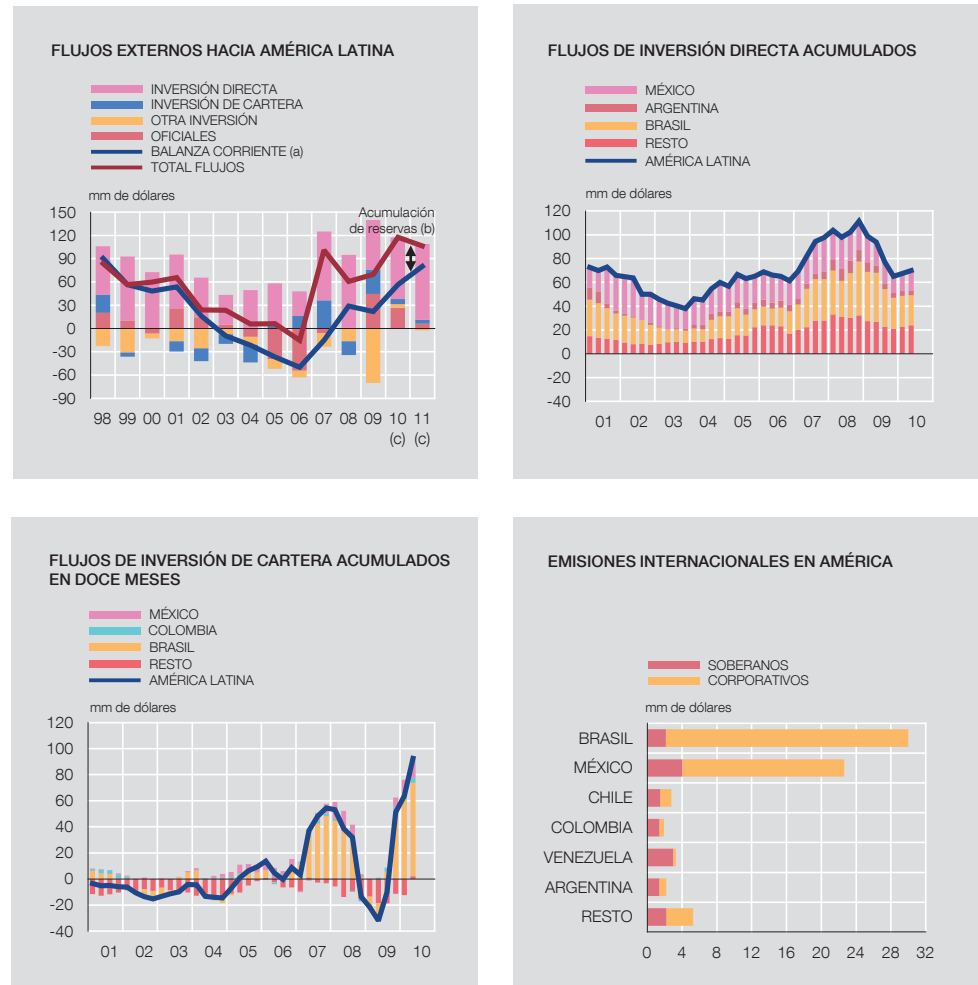 FLUJOS EXTERNOS HACIA AMÉRICA LATINA
INVERSIÓN DIRECTA
INVERSIÓN DE CARTERA
OTRA INVERSIÓN
OFICIALES
BALANZA CORRIENTE (a)
TOTAL FLUJOS
mm de dólares
Acumulación
de reservas (b)
150
120
90
60
30
0
-30
-60
-90
98 99 00 01 02 03 04 05 06 07 08 09 10 11
(c) (c)
FLUJOS DE INVERSIÓN DIRECTA ACUMULADOS
MÉXICO
ARGENTINA
BRASIL
RESTO
AMÉRICA LATINA
mm de dólares
120
100
80
60
40
20
0
-20
-40
01 02 03 04 05 06 07 08 09 10
FLUJOS DE INVERSIÓN DE CARTERA ACUMULADOS
EN DOCE MESES
MÉXICO
COLOMBIA
BRASIL
RESTO
AMÉRICA LATINA
mm de dólares
120
100
80
60
40
20
0
-20
-40
01 02 03 04 05 06 07 08 09 10
EMISIONES INTERNACIONALES EN AMÉRICA
SOBERANOS
CORPORATIVOS
mm de dólares
BRASIL
MÉXICO
CHILE
COLOMBIA
VENEZUELA
ARGENTINA
RESTO
0 4 8 12 16 20 24 28 32